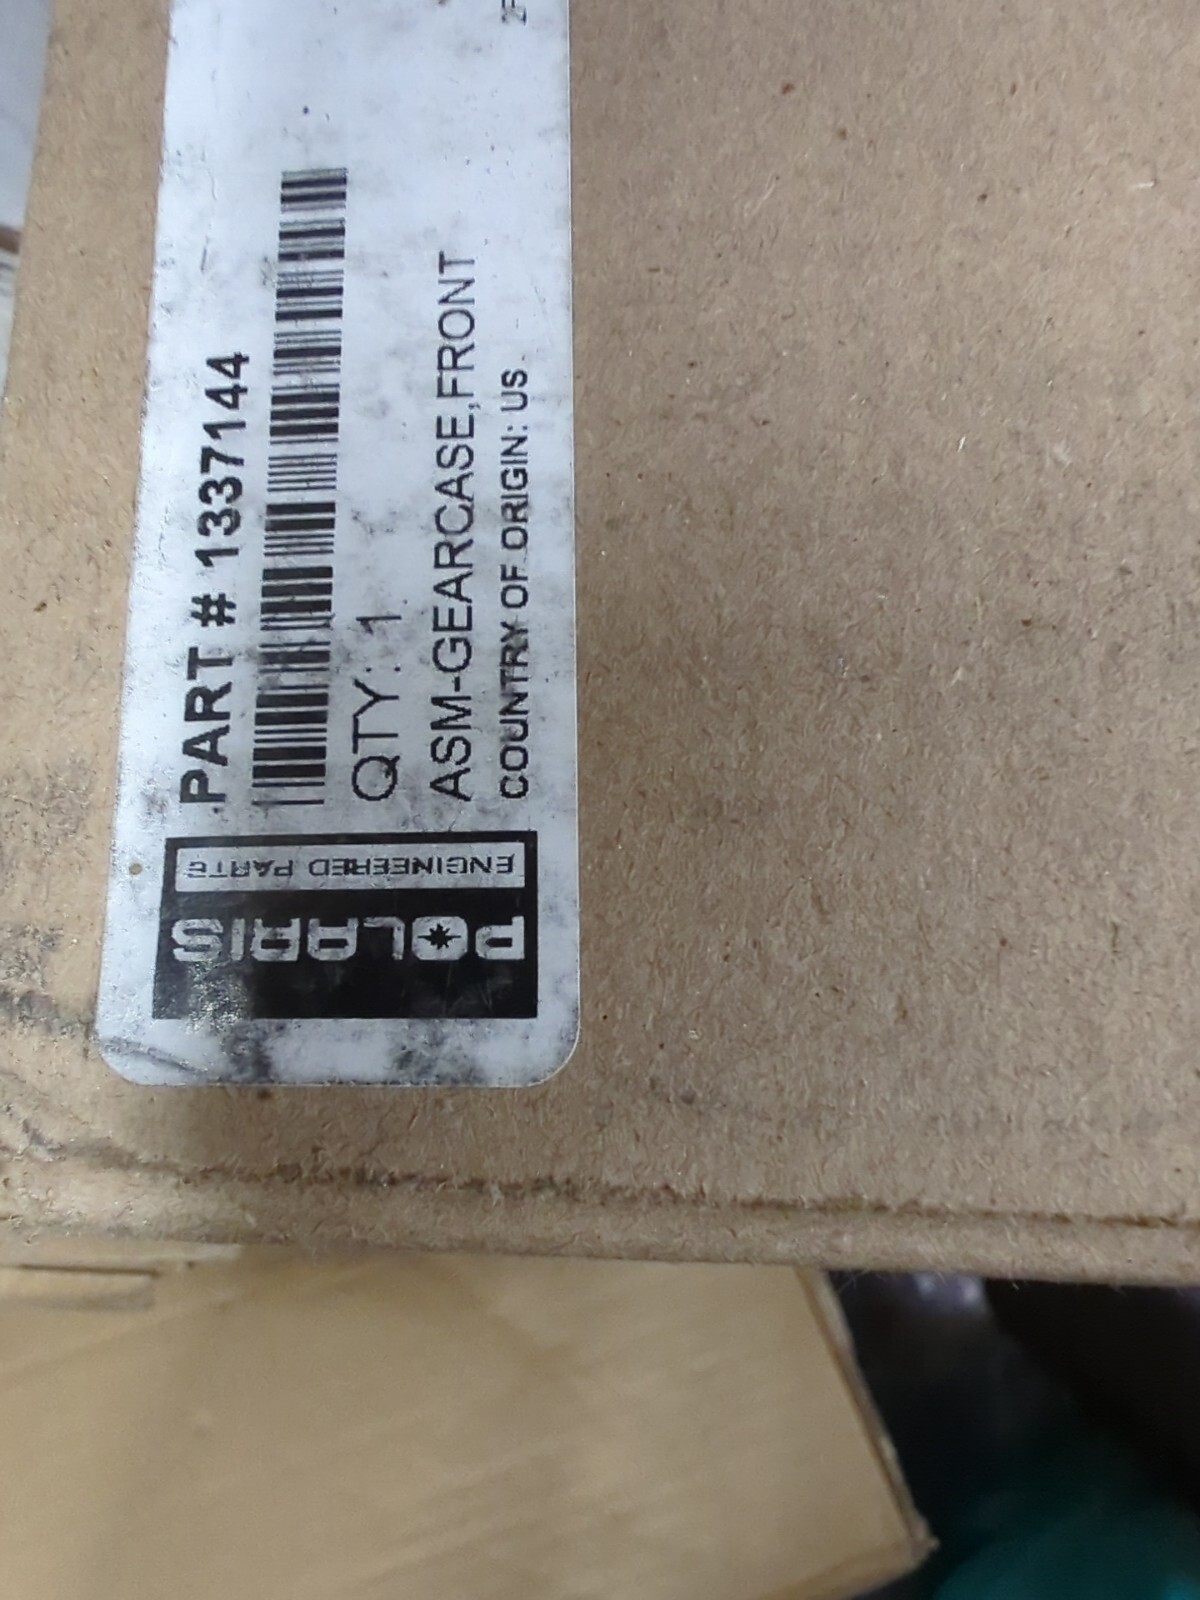 PART # 1337144
QTY: 1
ASM-GEARCASE,FRONT
COUNTRY OF ORIGIN: US
POLARIS
ENGINEERED PARTS